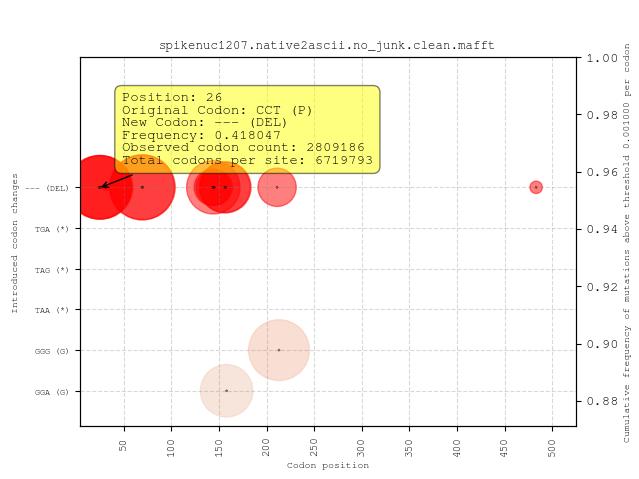 spikenuc1207.native2ascii.no_junk.clean.mafft
Position: 26
Original Codon: CCT (P)
New Codon: --- (DEL)
Frequency: 0.418047
Observed codon count: 2809186
Total codons per site: 6719793
Introduced codon changes
--- (DEL)
TGA (*)
TAG (*)
TAA (*)
GGG (G)
GGA (G)
1.00
0.98
0.96
0.94
0.92
0.90
0.88
Cumulative frequency of mutations above threshold 0.001000 per codon
50
100
150
200
250
300
350
400
450
500
Codon position